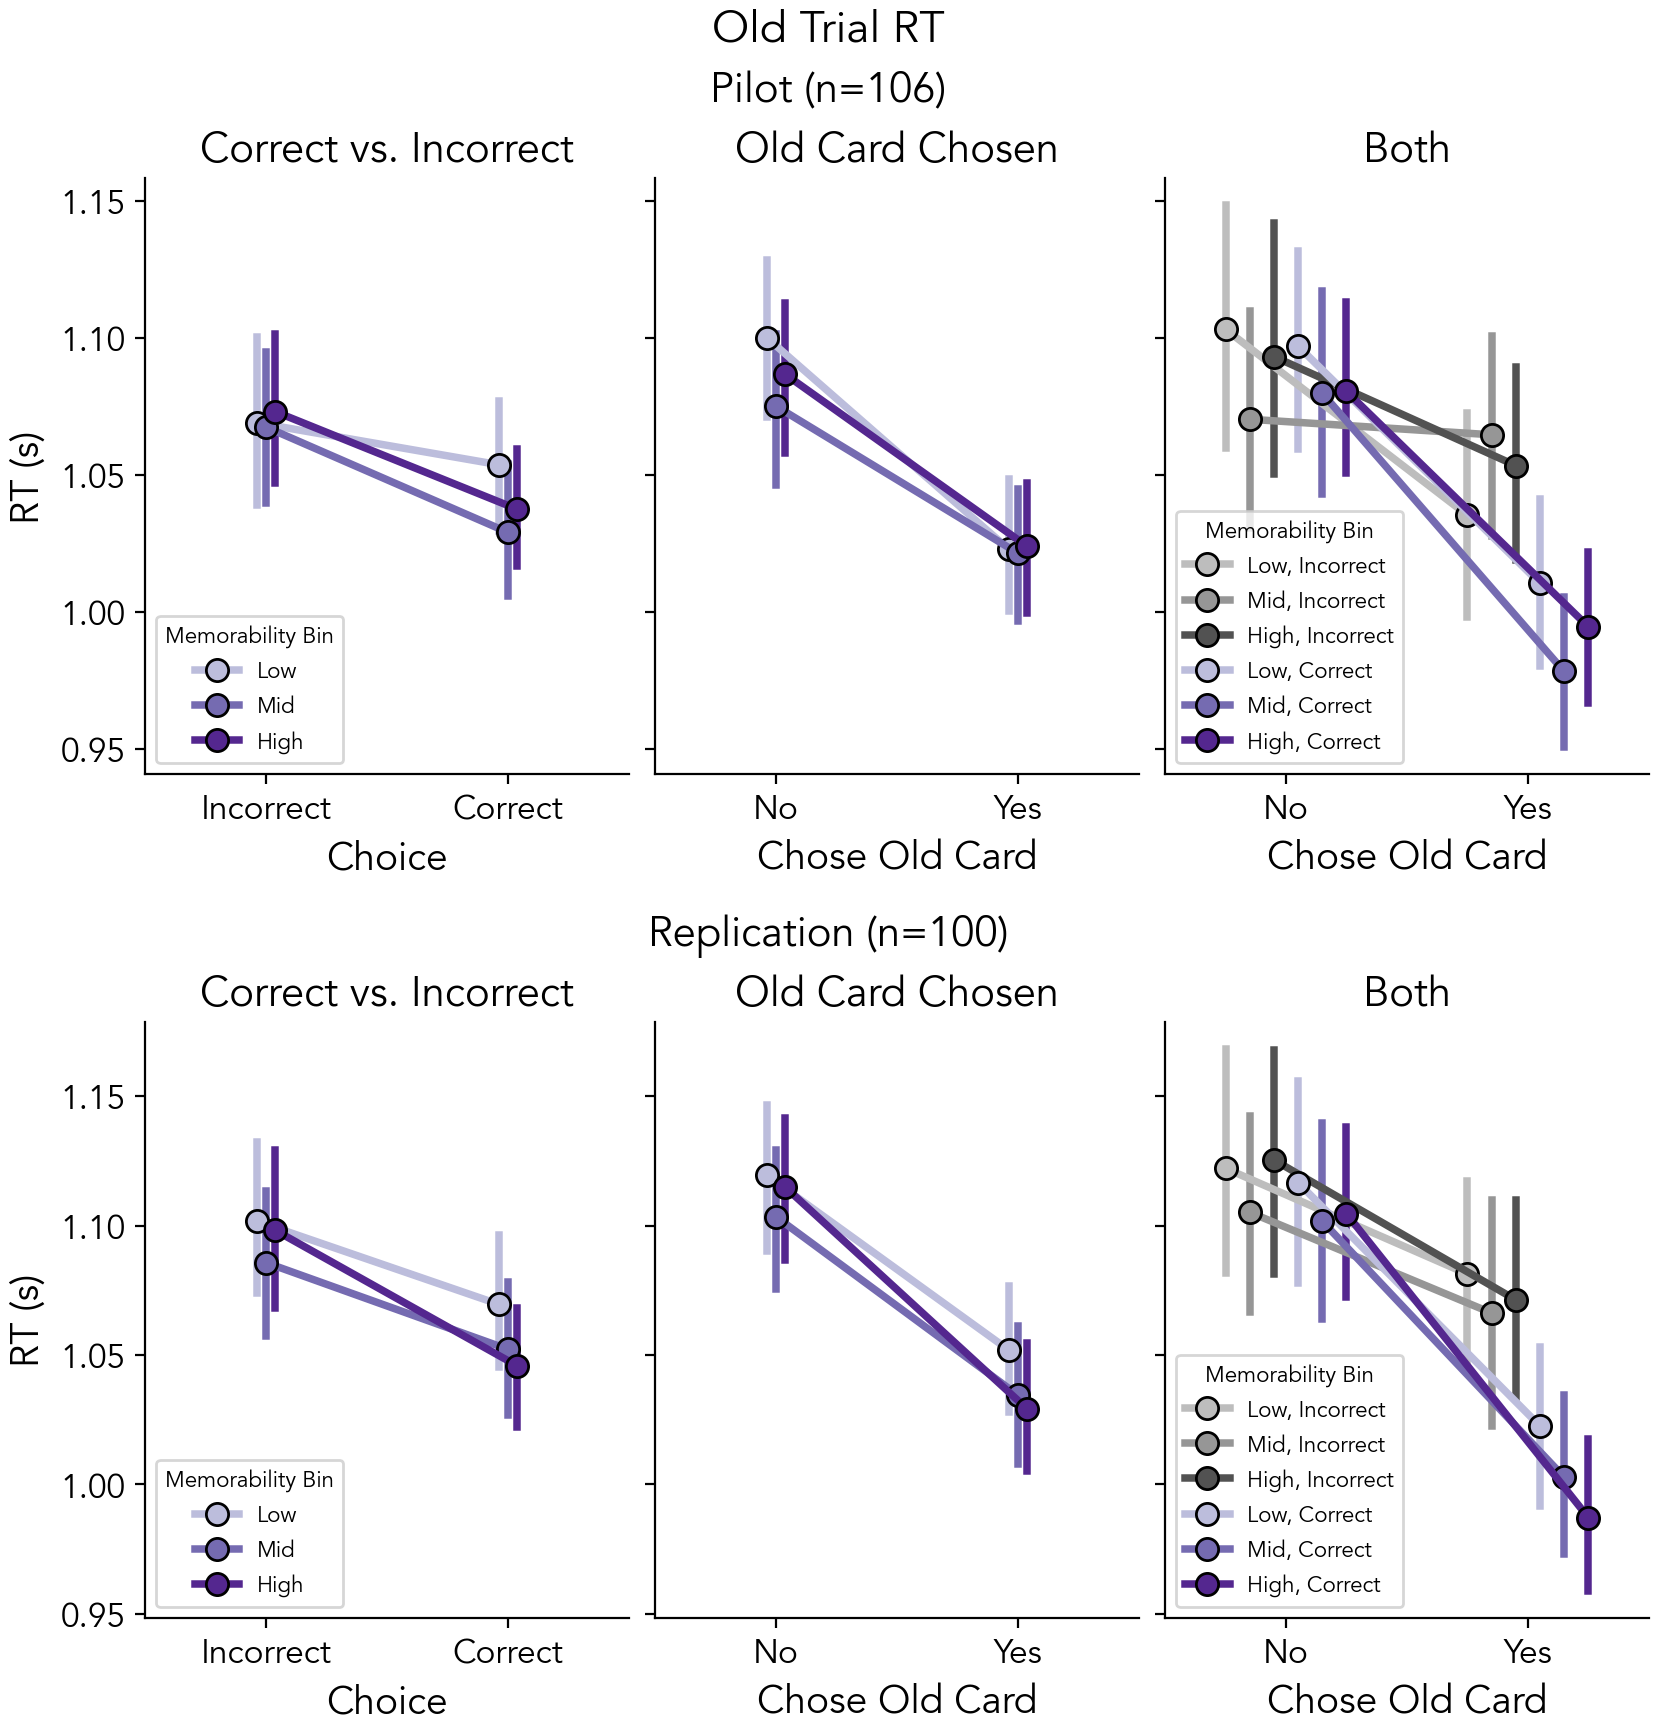 Old Trial RT
Pilot (n=106)
Correct vs. Incorrect
Old Card Chosen
Both
1.15
1.10
1.05
1.00
0.95
RT (s)
Memorability Bin
Low
Mid
High
Incorrect
Correct
Choice
No
Yes
Chose Old Card
Memorability Bin
Low, Incorrect
Mid, Incorrect
High, Incorrect
Low, Correct
Mid, Correct
High, Correct
No
Yes
Chose Old Card
Replication (n=100)
Correct vs. Incorrect
Old Card Chosen
Both
1.15
1.10
1.05
1.00
0.95
RT (s)
Memorability Bin
Low
Mid
High
Incorrect
Correct
Choice
No
Yes
Chose Old Card
Memorability Bin
Low, Incorrect
Mid, Incorrect
High, Incorrect
Low, Correct
Mid, Correct
High, Correct
No
Yes
Chose Old Card